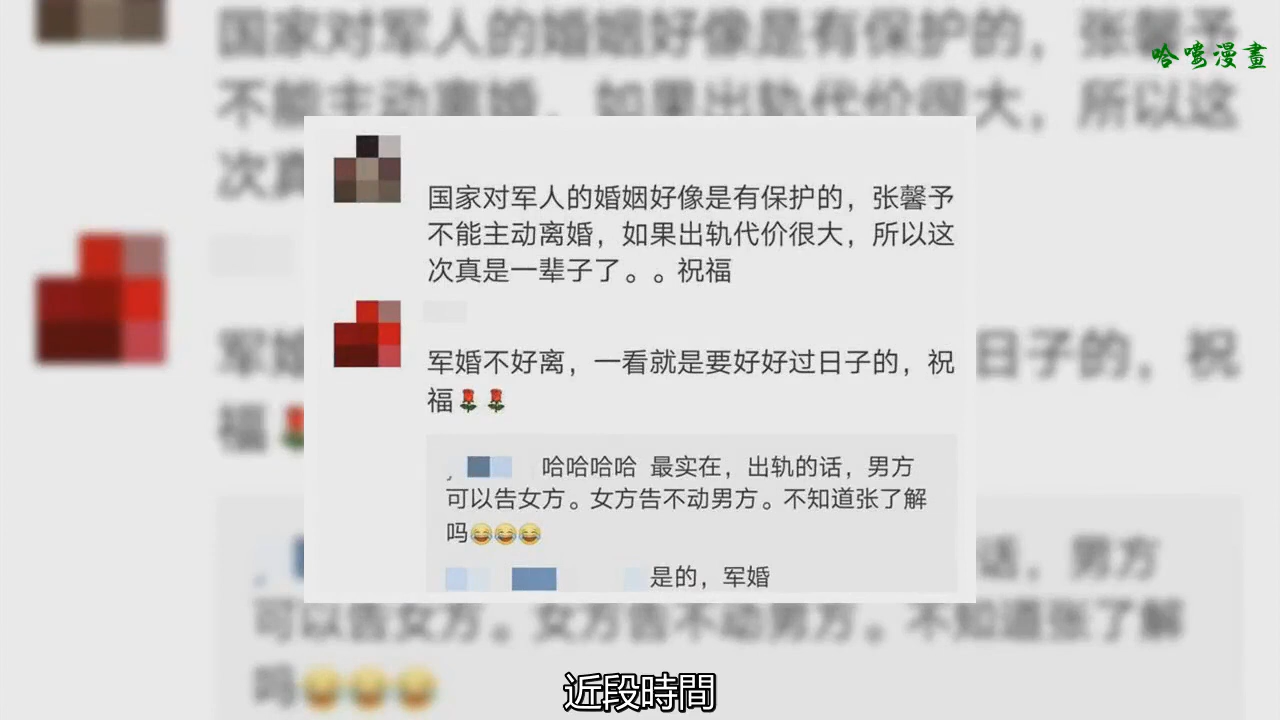 哈嘍漫畫
国家对军人的婚姻好像是有保护的，张馨予
不能主动离婚，如果出轨代价很大，所以这
次真是一辈子了。。祝福
军婚不好离，一看就是要好好过日子的，祝
福🌹🌹
哈哈哈哈 最实在，出轨的话，男方
可以告女方。女方告不动男方。不知道张了解
吗😂😂😂
是的，军婚
近段時間